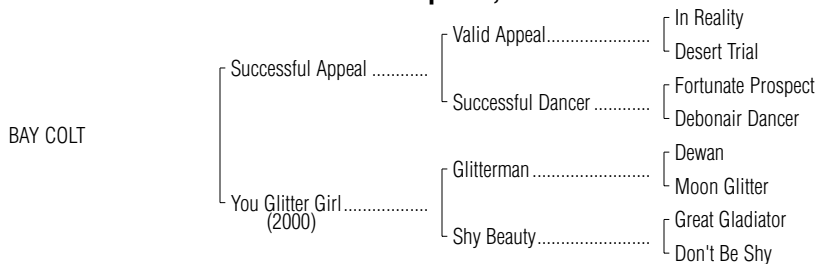 In Reality
Valid Appeal
Desert Trial
Successful Appeal
Fortunate Prospect
Successful Dancer
Debonair Dancer
BAY COLT
Dewan
Glitterman
Moon Glitter
You Glitter Girl
(2000)
Great Gladiator
Shy Beauty
Don't Be Shy